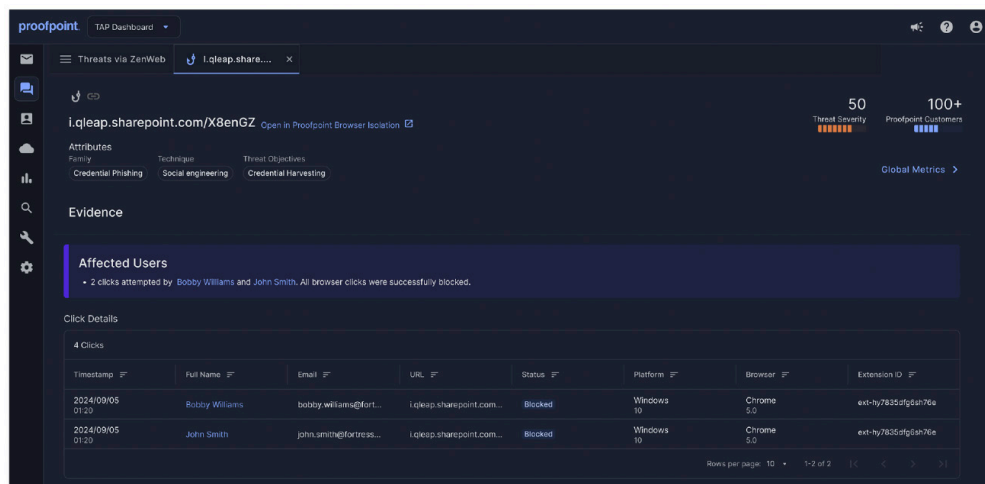 proofpoint. TAP Dashboard
Threats via ZenWeb i.qleap.share....
i.qleap.sharepoint.com/X8enGZ Open in Proofpoint Browser Isolation
50 100+
Threat Severity Proofpoint Customers
Attributes
Family Technique Threat Objectives
Credential Phishing Social engineering Credential Harvesting
Global Metrics
Evidence
Affected Users
• 2 clicks attempted by Bobby Williams and John Smith. All browser clicks were successfully blocked.
Click Details
4 Clicks
Timestamp Full Name Email URL Status Platform Browser Extension ID
2024/09/05 Bobby Williams bobby.williams@fort... i.qleap.sharepoint.com... Blocked Windows Chrome ext-hy7835dfg6sh76e
01:20 10 5.0
2024/09/05 John Smith john.smith@fortress... i.qleap.sharepoint.com... Blocked Windows Chrome ext-hy7835dfg6sh76e
01:20 10 5.0
Rows per page: 10 1-2 of 2